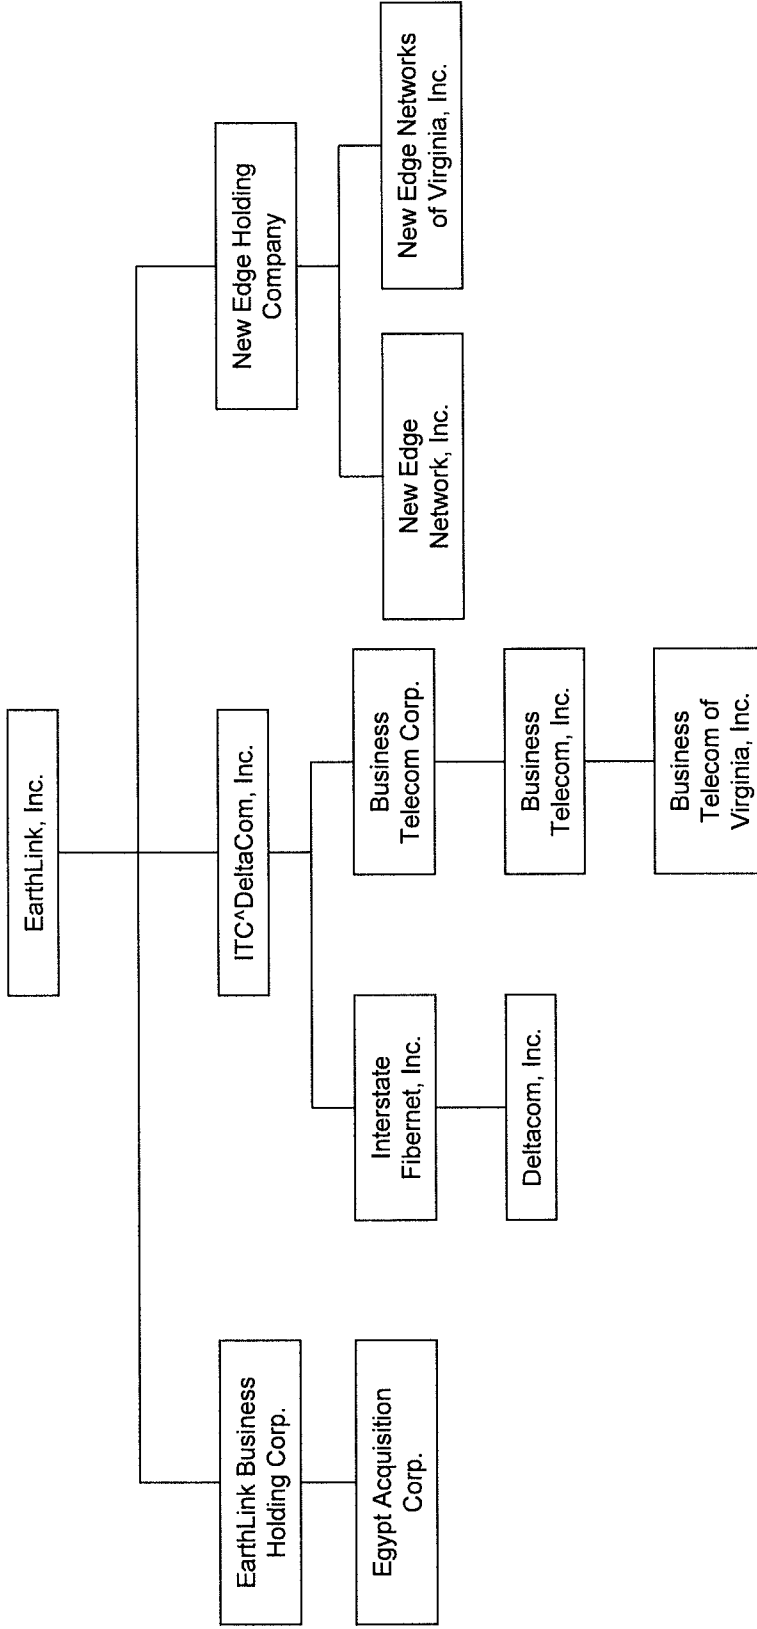 EarthLink, Inc.
EarthLink Business
Holding Corp.
ITC^DeltaCom, Inc.
New Edge Holding
Company
Egypt Acquisition
Corp.
Interstate
Fibernet, Inc.
Business
Telecom Corp.
New Edge
Network, Inc.
New Edge Networks
of Virginia, Inc.
Deltacom, Inc.
Business
Telecom, Inc.
Business
Telecom of
Virginia, Inc.